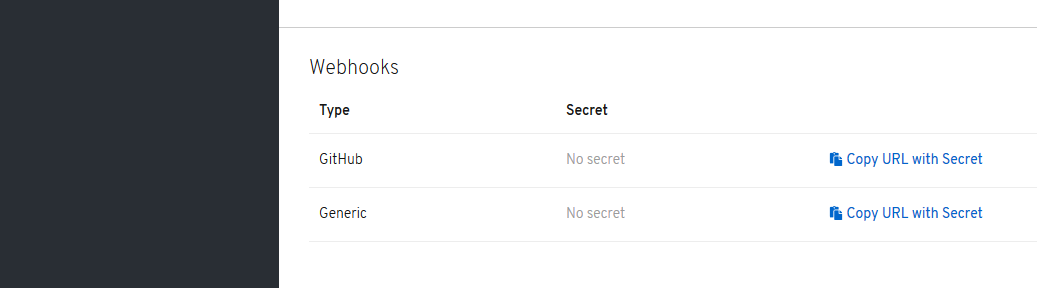 Webhooks
Type Secret
GitHub No secret Copy URL with Secret
Generic No secret Copy URL with Secret